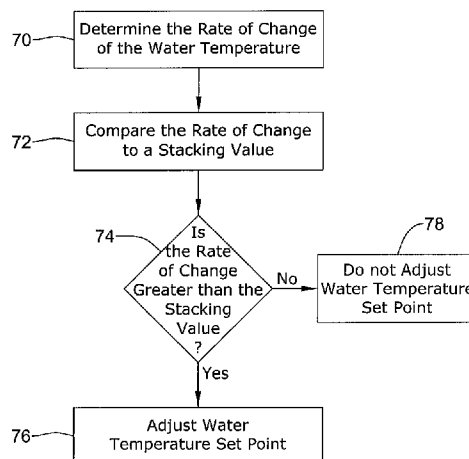 70
Determine the Rate of Change
of the Water Temperature
72
Compare the Rate of Change
to a Stacking Value
74
Is
the Rate
of Change
Greater than the
Stacking
Value
?
No
78
Do not Adjust
Water Temperature
Set Point
Yes
76
Adjust Water
Temperature Set Point